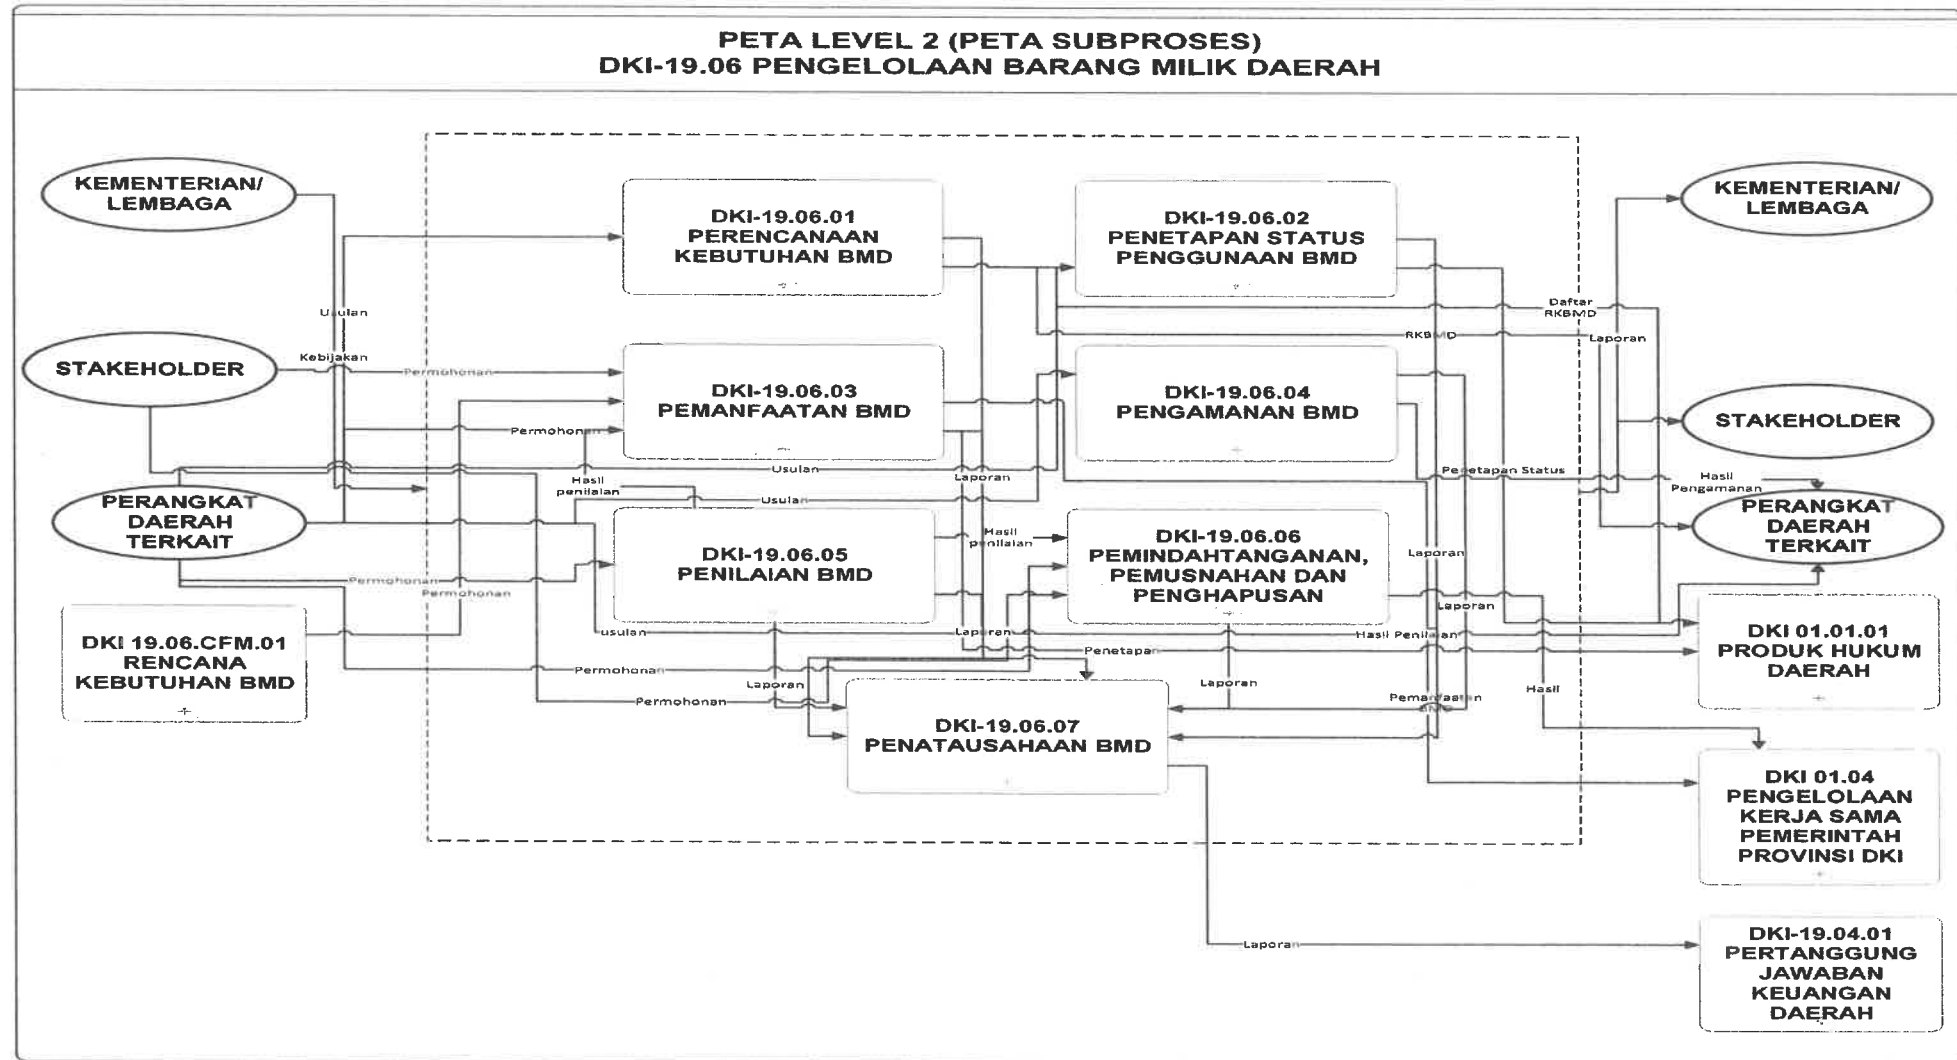 PETA LEVEL 2 (PETA SUBPROSES)
DKI-19.06 PENGELOLAAN BARANG MILIK DAERAH
KEMENTERIAN/
LEMBAGA
STAKEHOLDER
PERANGKAT
DAERAH
TERKAIT
DKI 19.06.CFM.01
RENCANA
KEBUTUHAN BMD
Usulan
Kebijakan
Permohonan
Permohonan
Usulan
Hasil
penilaian
Usulan
Permohonan
Permohonan
usulan
Permohonan
Permohonan
DKI-19.06.01
PERENCANAAN
KEBUTUHAN BMD
DKI-19.06.02
PENETAPAN STATUS
PENGGUNAAN BMD
DKI-19.06.03
PEMANFAATAN BMD
DKI-19.06.04
PENGAMANAN BMD
DKI-19.06.05
PENILAIAN BMD
DKI-19.06.06
PEMINDAHTANGANAN,
PEMUSNAHAN DAN
PENGHAPUSAN
DKI-19.06.07
PENATAUSAHAAN BMD
Laporan
Hasil
penilaian
Laporan
Penetapan
Laporan
Laporan
Daftar
RKBMD
RKBMD
Laporan
Penetapan Status
Hasil
Pengamanan
Laporan
Laporan
Hasil Penilaian
Pemanfaatan
BMD
Hasil
Laporan
KEMENTERIAN/
LEMBAGA
STAKEHOLDER
PERANGKAT
DAERAH
TERKAIT
DKI 01.01.01
PRODUK HUKUM
DAERAH
DKI 01.04
PENGELOLAAN
KERJA SAMA
PEMERINTAH
PROVINSI DKI
DKI-19.04.01
PERTANGGUNG
JAWABAN
KEUANGAN
DAERAH